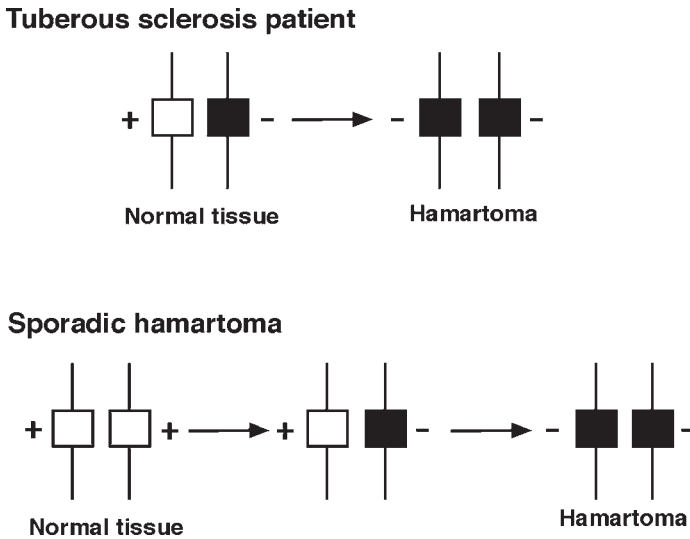 Tuberous sclerosis patient
+ - - -
Normal tissue
Hamartoma
Sporadic hamartoma
+ + + - - -
Normal tissue
Hamartoma